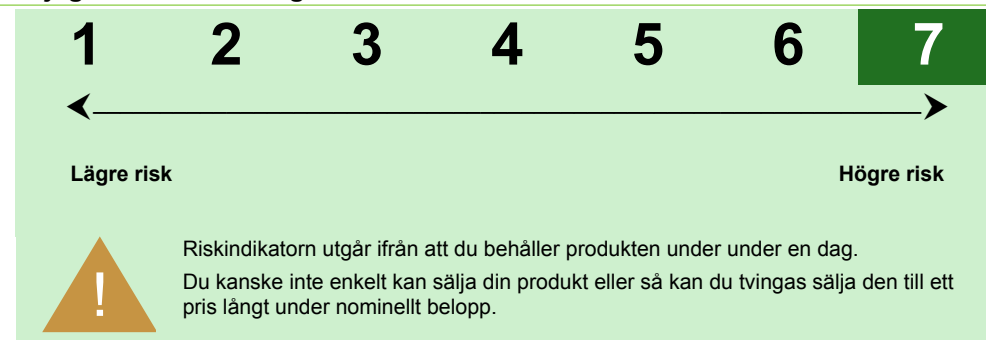 1 2 3 4 5 6 7
Lägre risk Högre risk
!
Riskindikatorn utgår ifrån att du behåller produkten under under en dag.
Du kanske inte enkelt kan sälja din produkt eller så kan du tvingas sälja den till ett
pris långt under nominellt belopp.